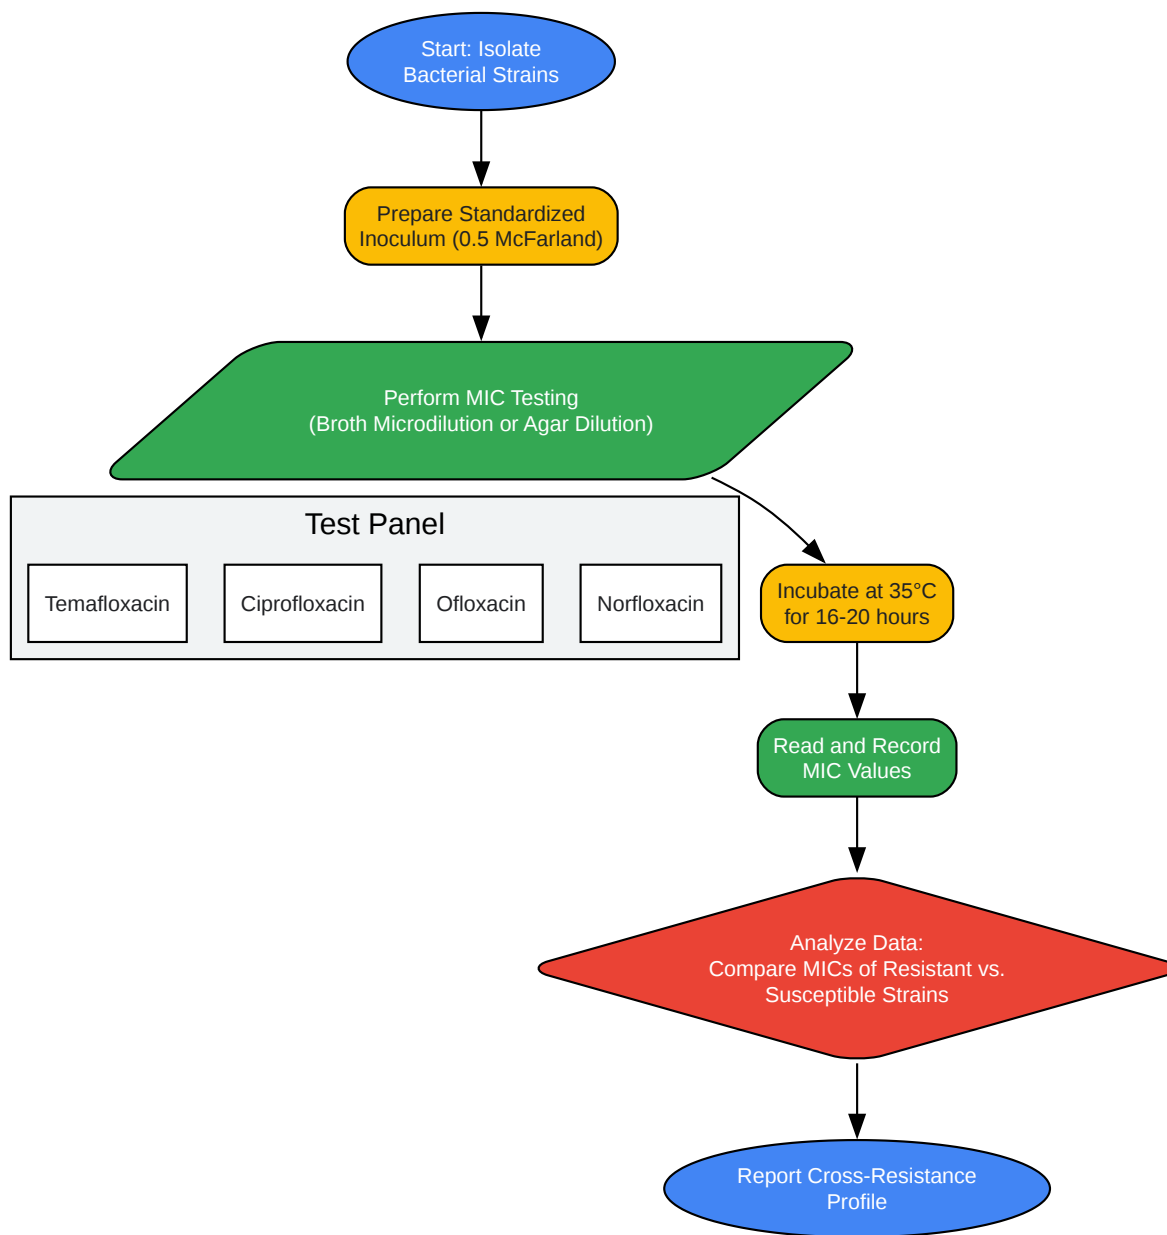 Start: Isolate
Bacterial Strains
Prepare Standardized
Inoculum (0.5 McFarland)
Perform MIC Testing
(Broth Microdilution or Agar Dilution)
Test Panel
Temafloxacin
Ciprofloxacin
Ofloxacin
Norfloxacin
Incubate at 35°C
for 16-20 hours
Read and Record
MIC Values
Analyze Data:
Compare MICs of Resistant vs.
Susceptible Strains
Report Cross-Resistance
Profile